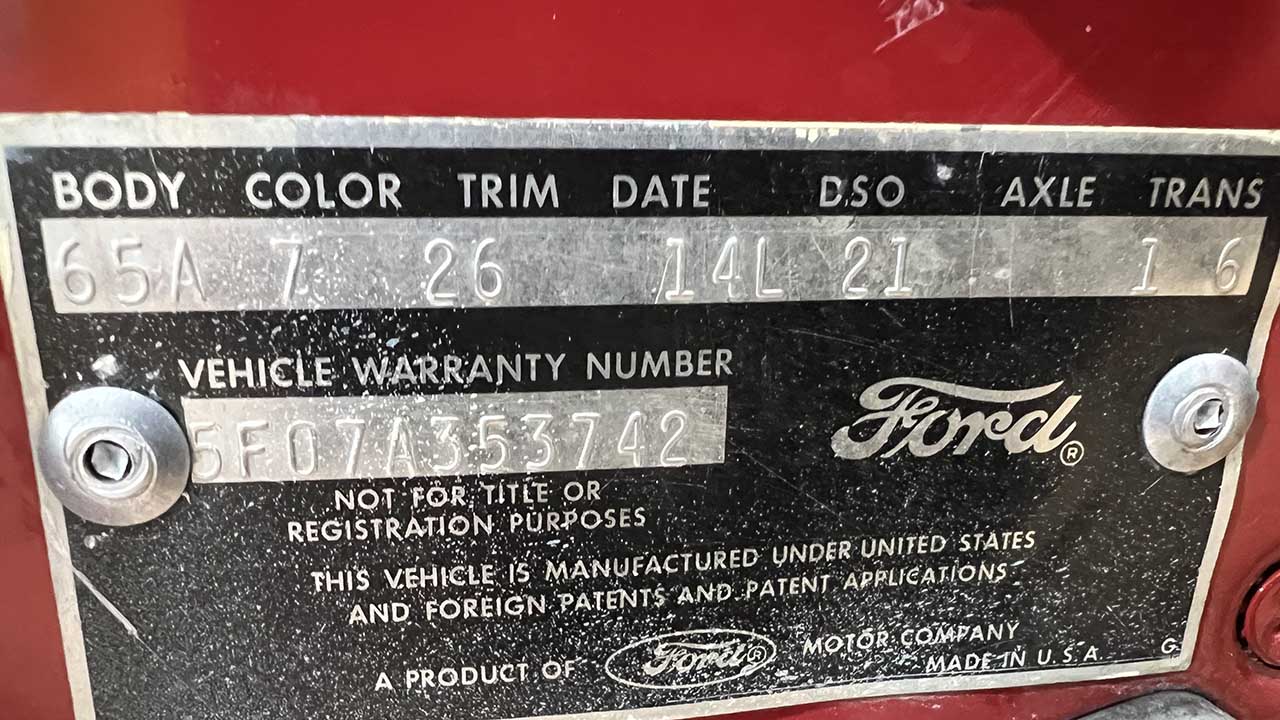 BODY COLOR TRIM DATE DSO AXLE TRANS
65A 7 26 14L 21 1 6
VEHICLE WARRANTY NUMBER
5F07A353742
Ford®
NOT FOR TITLE OR
REGISTRATION PURPOSES
THIS VEHICLE IS MANUFACTURED UNDER UNITED STATES
AND FOREIGN PATENTS AND PATENT APPLICATIONS
A PRODUCT OF Ford® MOTOR COMPANY
MADE IN U.S.A. G